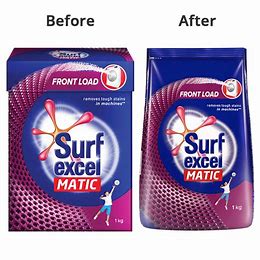 Before
After
FRONT LOAD
removes tough stains
in machines**
Surf
excel
MATIC
1 kg
FRONT LOAD
removes tough stains
in machines**
Surf
excel
MATIC
1 kg